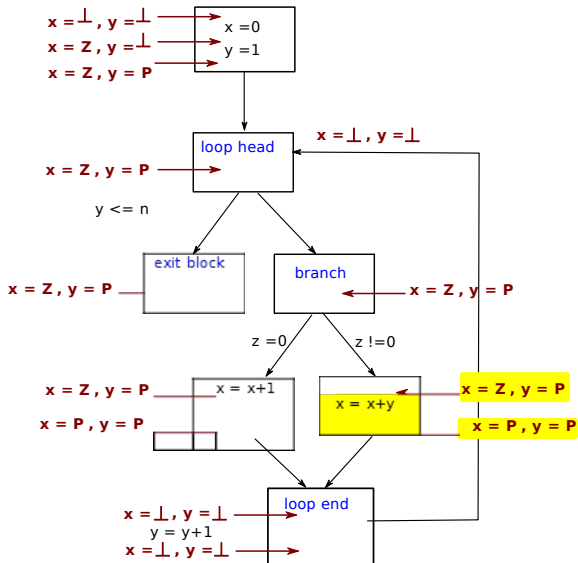 x = ⊥ , y = ⊥
x =0
x = Z , y = ⊥
y =1
x = Z , y = P
x = ⊥ , y = ⊥
loop head
x = Z , y = P
y <= n
exit block
branch
x = Z , y = P
x = Z , y = P
z =0
z !=0
x = Z , y = P
x = x+1
x = Z , y = P
x = x+y
x = P , y = P
x = P , y = P
loop end
x = ⊥ , y = ⊥
y = y+1
x = ⊥ , y = ⊥